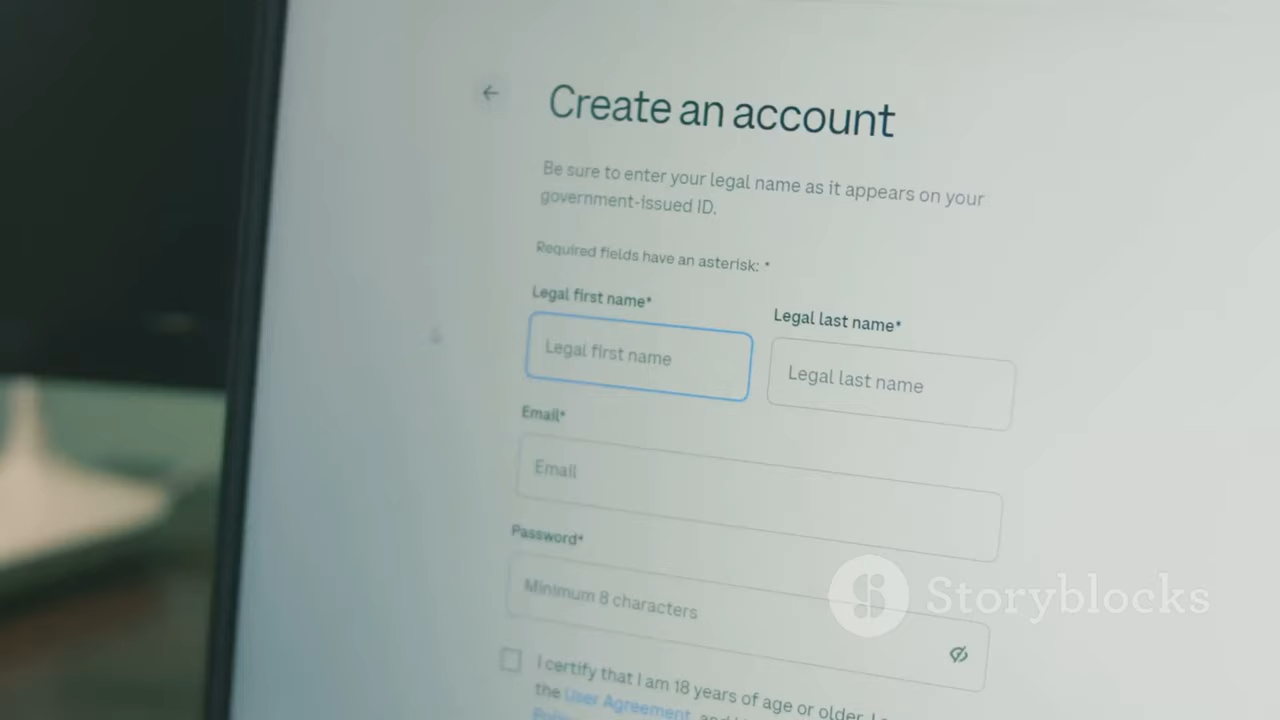 Create an account
Be sure to enter your legal name as it appears on your
government-issued ID.
Required fields have an asterisk: *
Legal first name*
Legal last name*
Legal first name
Legal last name
Email*
Email
Password*
Minimum 8 characters
Storyblocks
I certify that I am 18 years of age or older, I
the User Agreement, and